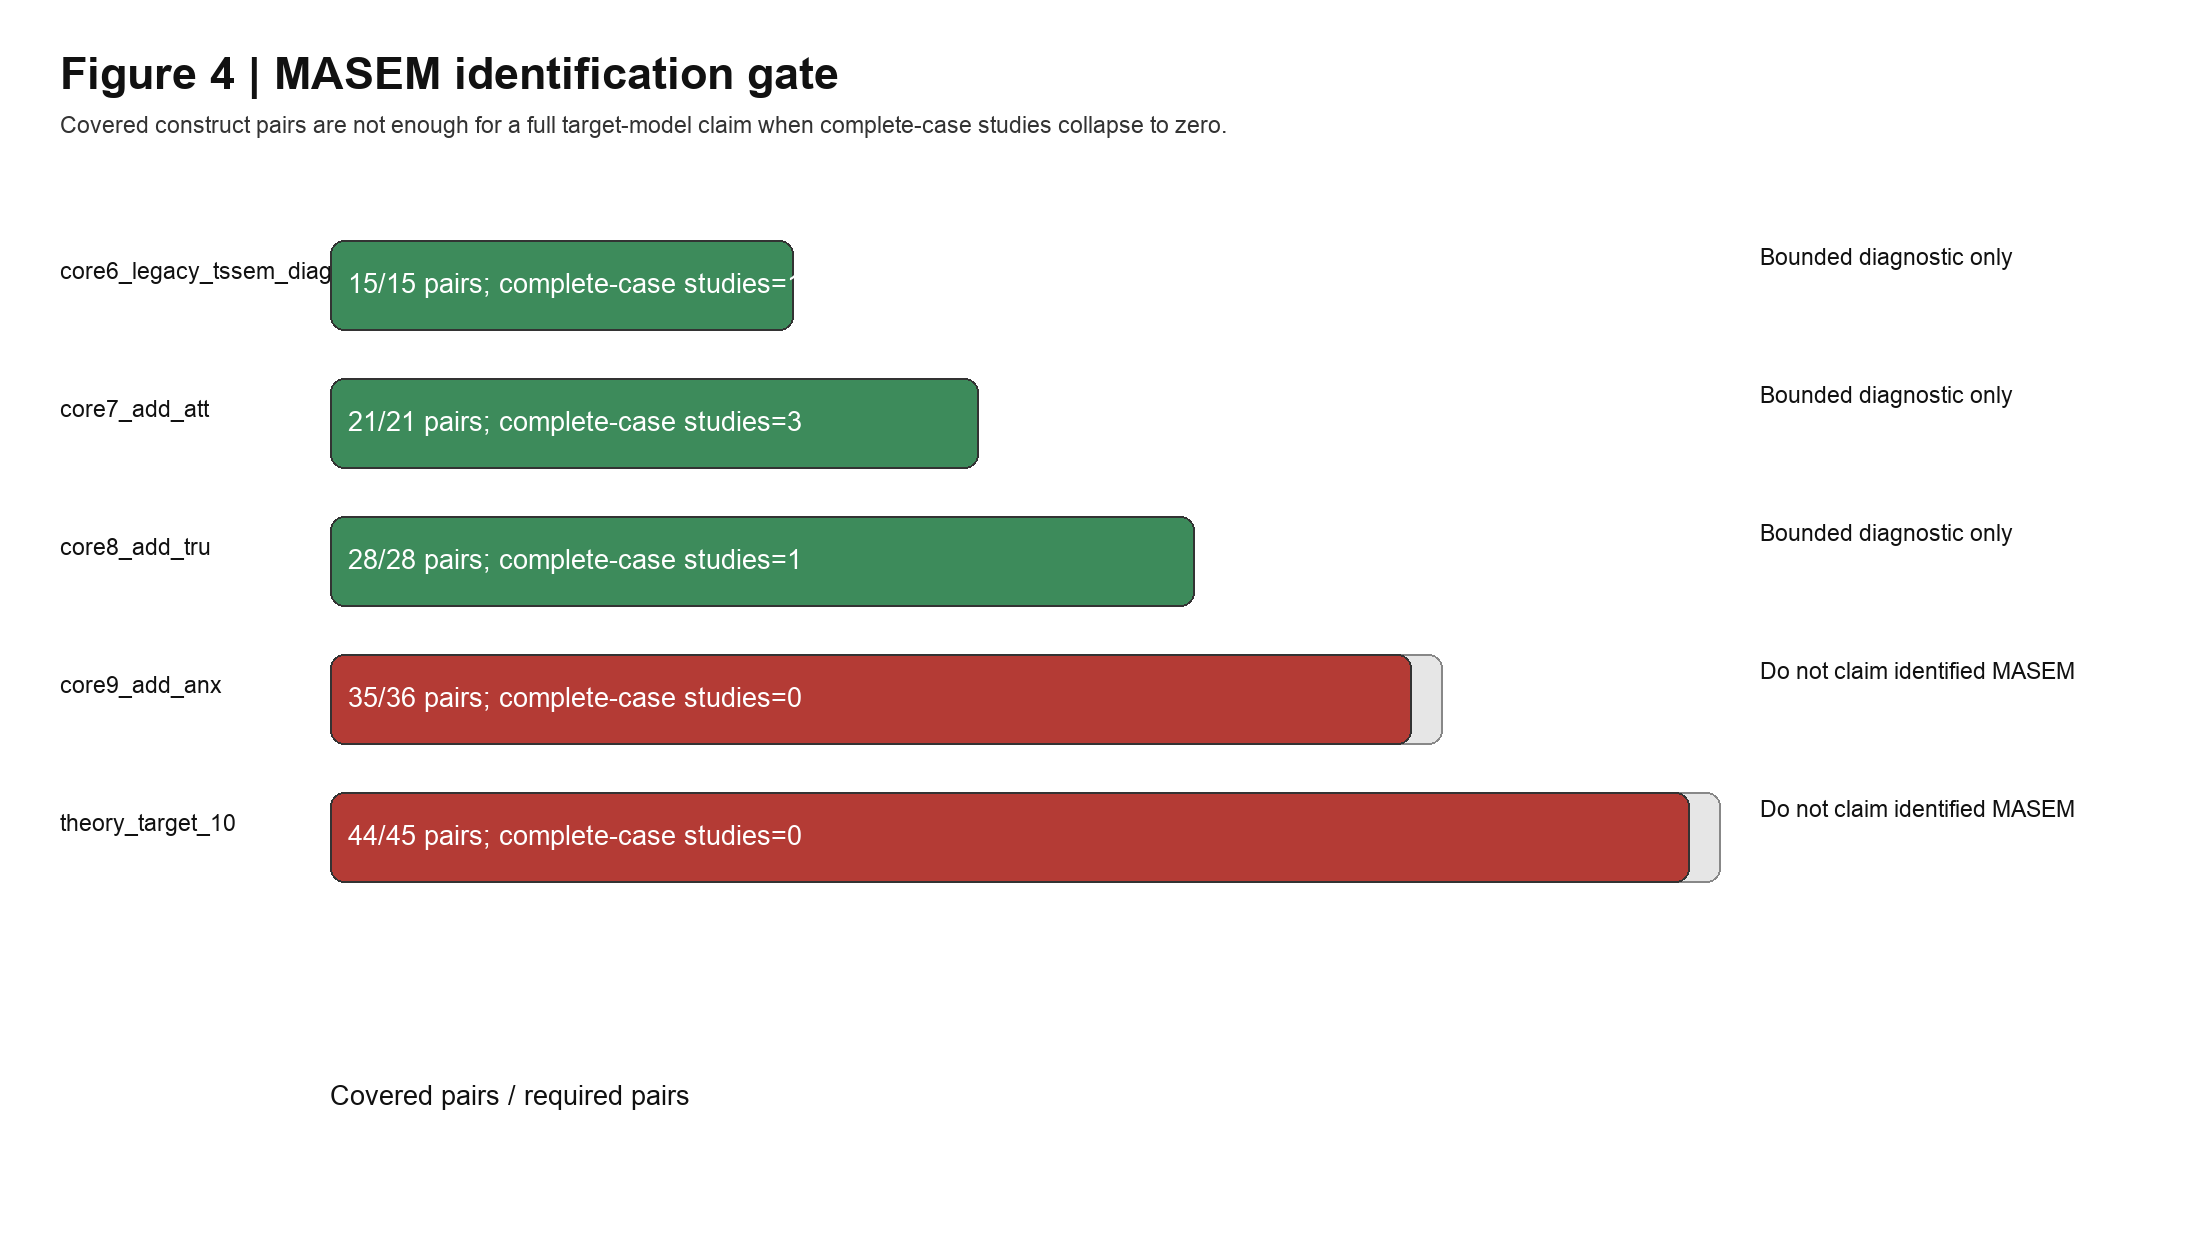 Figure 4 | MASEM identification gate
Covered construct pairs are not enough for a full target-model claim when complete-case studies collapse to zero.
core6_legacy_tssem_diag
15/15 pairs; complete-case studies=
Bounded diagnostic only
core7_add_att
21/21 pairs; complete-case studies=3
Bounded diagnostic only
core8_add_tru
28/28 pairs; complete-case studies=1
Bounded diagnostic only
core9_add_anx
35/36 pairs; complete-case studies=0
Do not claim identified MASEM
theory_target_10
44/45 pairs; complete-case studies=0
Do not claim identified MASEM
Covered pairs / required pairs